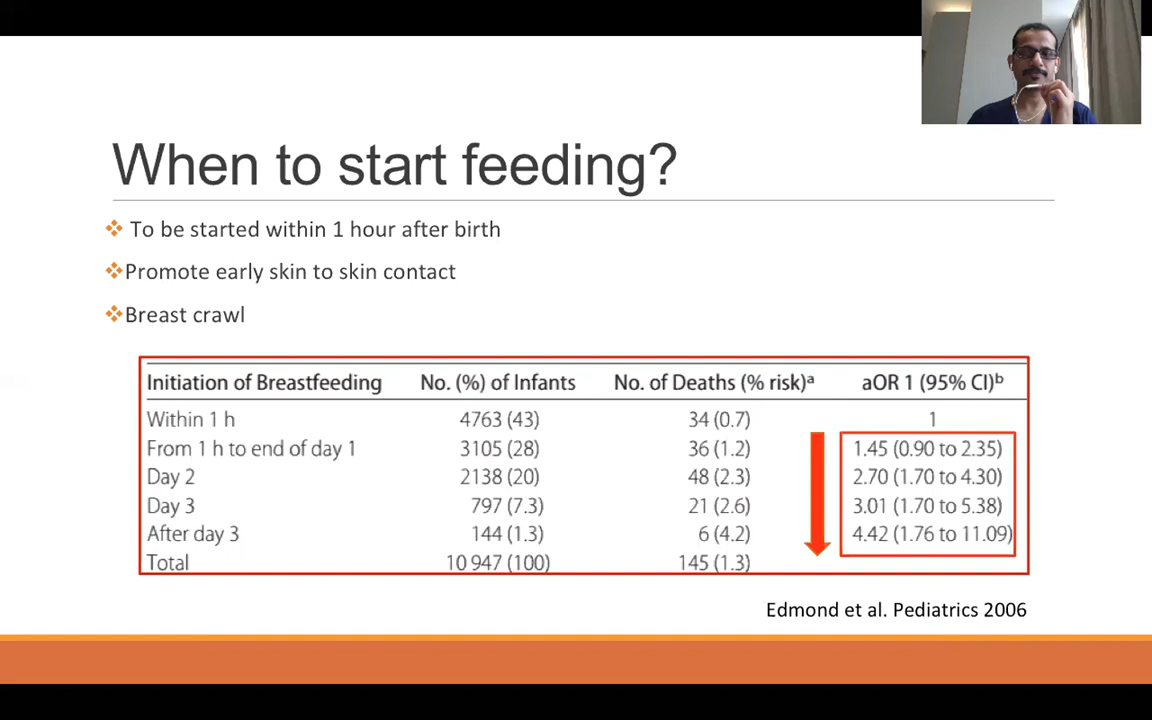 When to start feeding?
To be started within 1 hour after birth
Promote early skin to skin contact
Breast crawl
Initiation of Breastfeeding No. (%) of Infants No. of Deaths (% risk)ᵃ aOR 1 (95% CI)ᵇ
Within 1 h 4763 (43) 34 (0.7) 1
From 1 h to end of day 1 3105 (28) 36 (1.2) 1.45 (0.90 to 2.35)
Day 2 2138 (20) 48 (2.3) 2.70 (1.70 to 4.30)
Day 3 797 (7.3) 21 (2.6) 3.01 (1.70 to 5.38)
After day 3 144 (1.3) 6 (4.2) 4.42 (1.76 to 11.09)
Total 10 947 (100) 145 (1.3)
Edmond et al. Pediatrics 2006